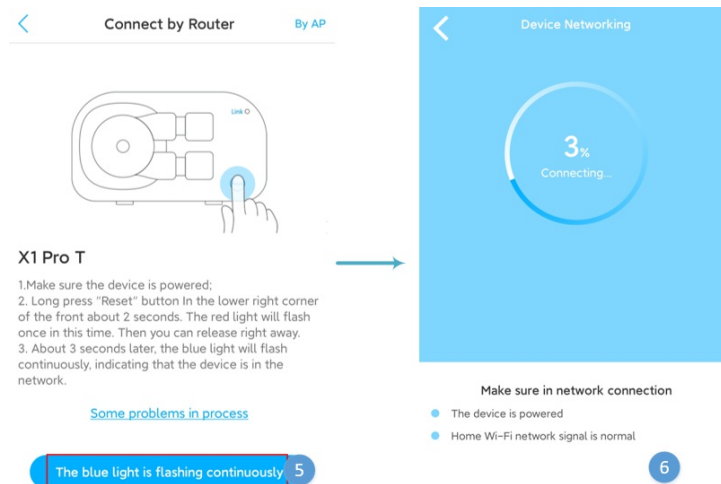 Connect by Router
By AP
Link
X1 Pro T
1.Make sure the device is powered;
2. Long press "Reset" button In the lower right corner
of the front about 2 seconds. The red light will flash
once in this time. Then you can release right away.
3. About 3 seconds later, the blue light will flash
continuously, indicating that the device is in the
network.
Some problems in process
The blue light is flashing continuously
5
Device Networking
3%
Connecting...
Make sure in network connection
The device is powered
Home Wi-Fi network signal is normal
6